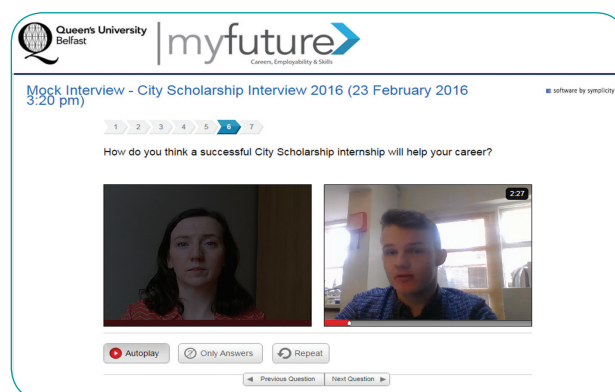 Queen's University
Belfast
myfuture
Careers, Employability & Skills
Mock Interview - City Scholarship Interview 2016 (23 February 2016
3:20 pm)
software by symplicity
1 2 3 4 5 6 7
How do you think a successful City Scholarship internship will help your career?
2:27
Autoplay
Only Answers
Repeat
Previous Question
Next Question